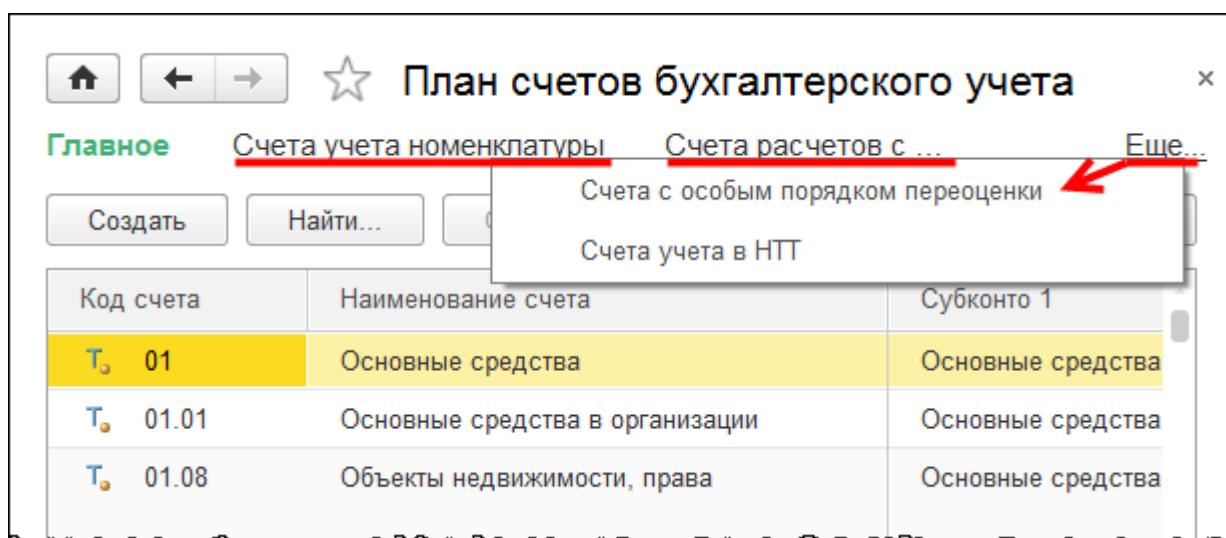 План счетов бухгалтерского учета
Главное Счета учета номенклатуры Счета расчетов с ... Еще...
Счета с особым порядком переоценки
Создать Найти...
Счета учета в НТТ
Код счета Наименование счета Субконто 1
01 Основные средства Основные средства
01.01 Основные средства в организации Основные средства
01.08 Объекты недвижимости, права Основные средства